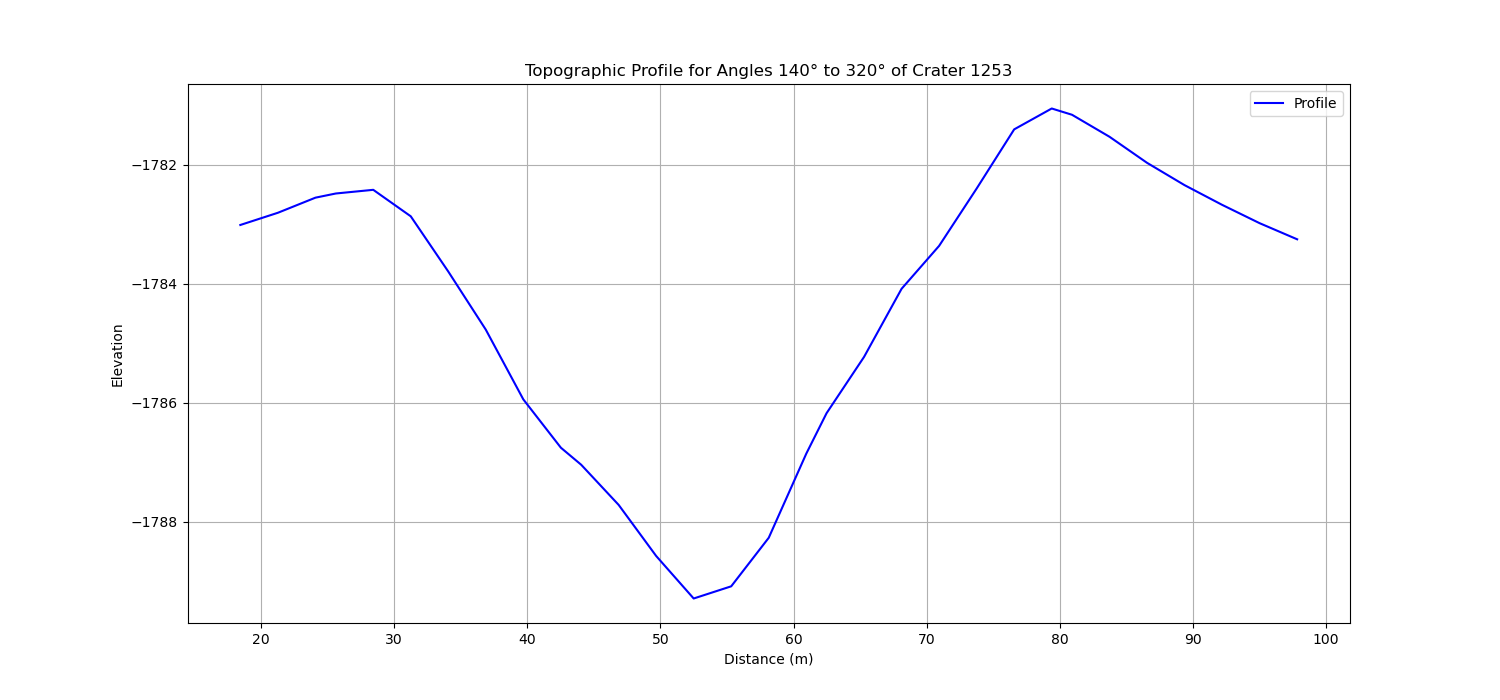 Topographic Profile for Angles 140° to 320° of Crater 1253
Profile
−1782
−1784
−1786
−1788
Elevation
20 30 40 50 60 70 80 90 100
Distance (m)